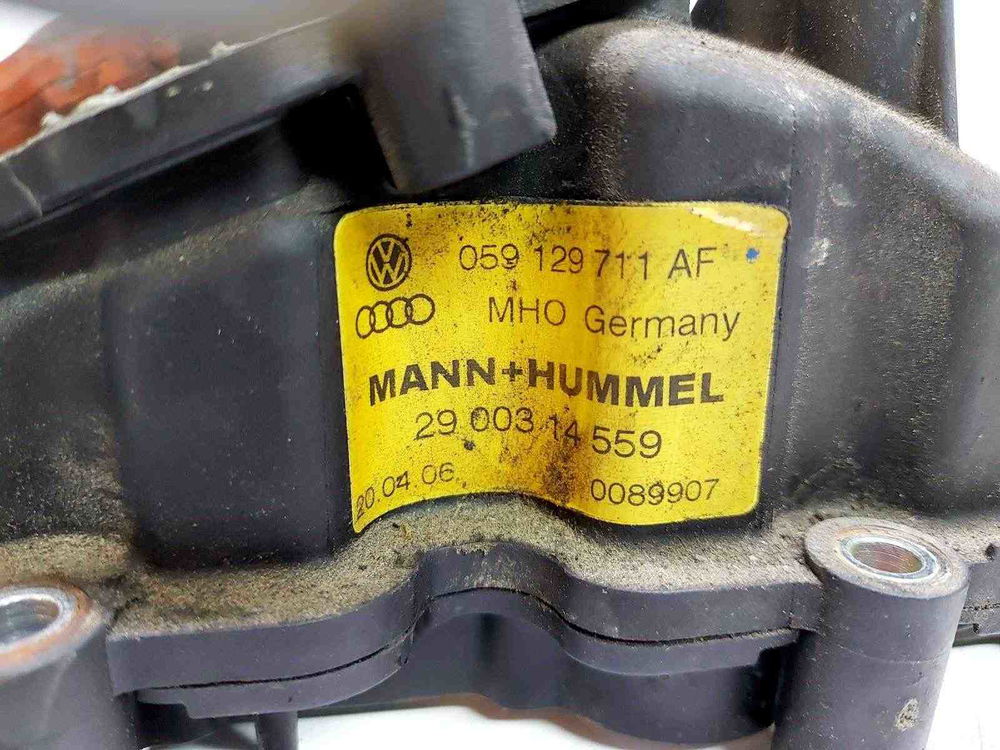 059 129 711 AF
MHO Germany
MANN+HUMMEL
29 003 14 559
20.04.06
0089907